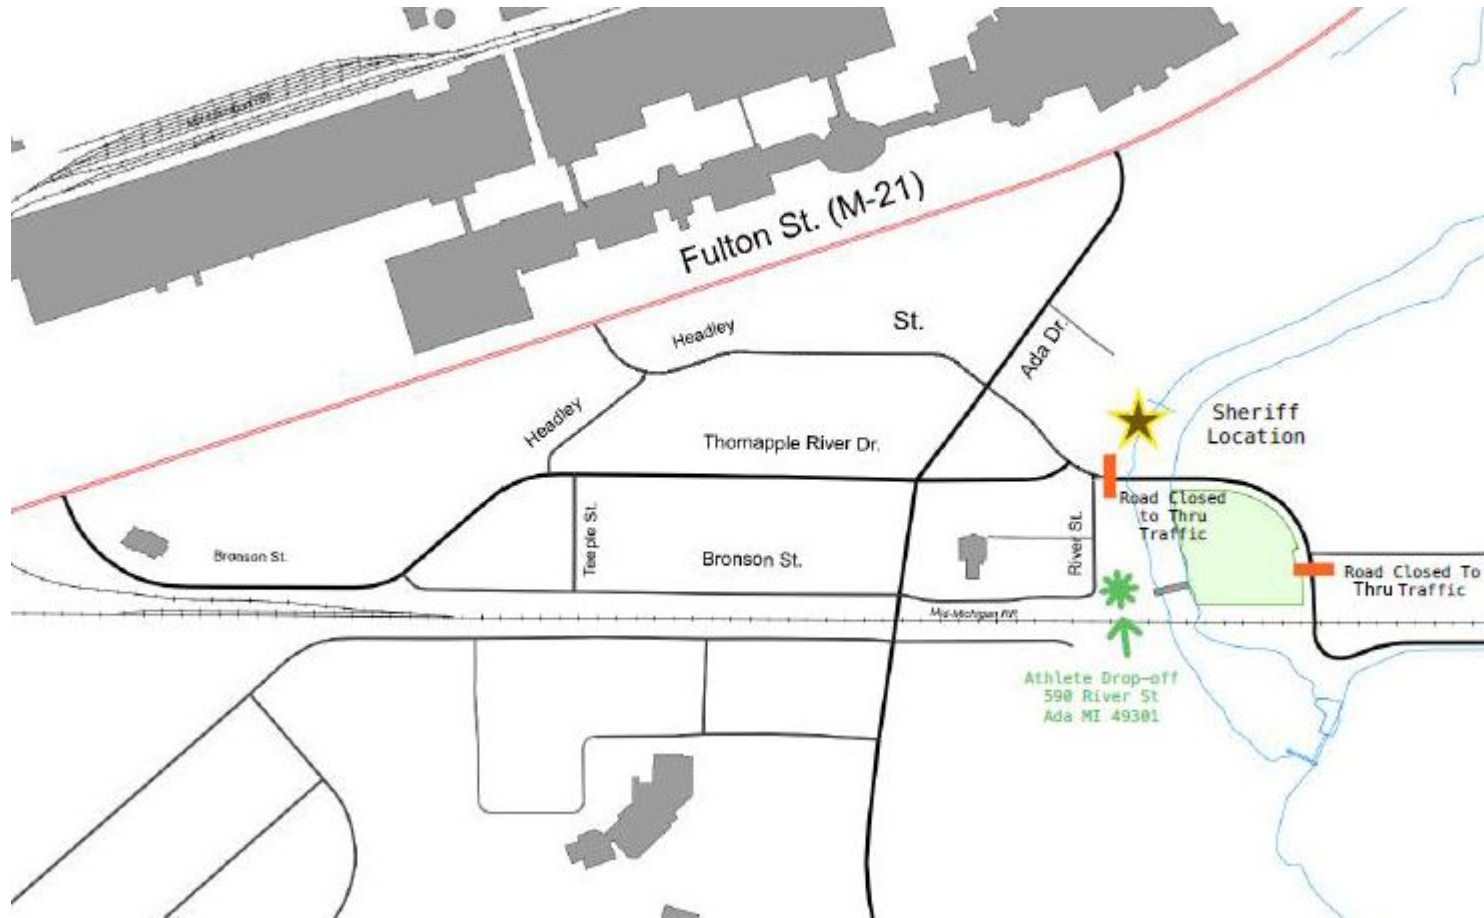 Fulton St. (M-21)
Headley
St.
Ada Dr.
Headley
Thornapple River Dr.
Sheriff
Location
Road Closed
to Thru
Traffic
Bronson St.
Teeple St.
Bronson St.
River St.
Road Closed To
Thru Traffic
Mid-Michigan RR
Athlete Drop-off
590 River St
Ada MI 49301